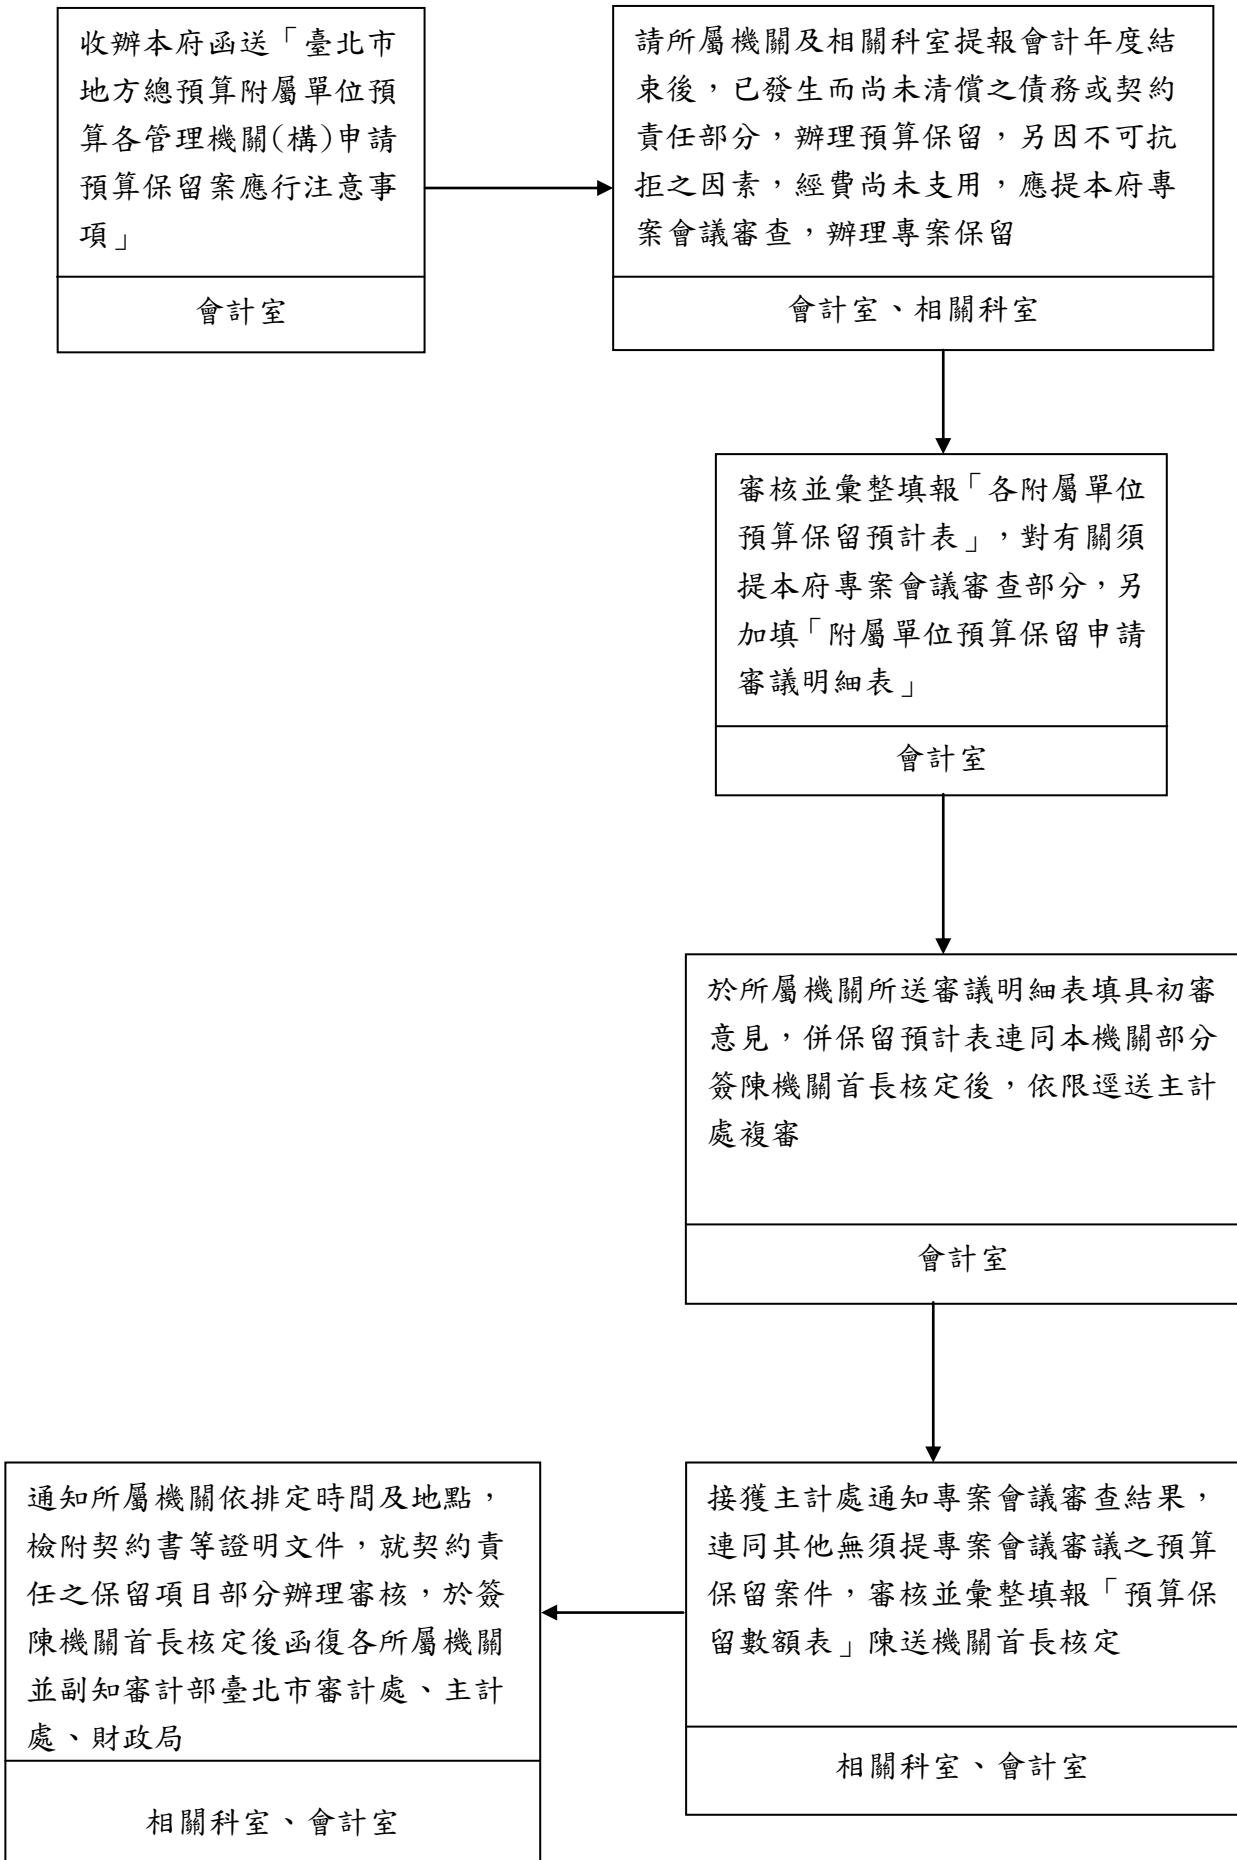 收辦本府函送「臺北市
地方總預算附屬單位預
算各管理機關(構)申請
預算保留案應行注意事
項」
會計室
請所屬機關及相關科室提報會計年度結
束後，已發生而尚未清償之債務或契約
責任部分，辦理預算保留，另因不可抗
拒之因素，經費尚未支用，應提本府專
案會議審查，辦理專案保留
會計室、相關科室
審核並彙整填報「各附屬單位
預算保留預計表」，對有關須
提本府專案會議審查部分，另
加填「附屬單位預算保留申請
審議明細表」
會計室
於所屬機關所送審議明細表填具初審
意見，併保留預計表連同本機關部分
簽陳機關首長核定後，依限逕送主計
處複審
會計室
接獲主計處通知專案會議審查結果，
連同其他無須提專案會議審議之預算
保留案件，審核並彙整填報「預算保
留數額表」陳送機關首長核定
相關科室、會計室
通知所屬機關依排定時間及地點，
檢附契約書等證明文件，就契約責
任之保留項目部分辦理審核，於簽
陳機關首長核定後函復各所屬機關
並副知審計部臺北市審計處、主計
處、財政局
相關科室、會計室